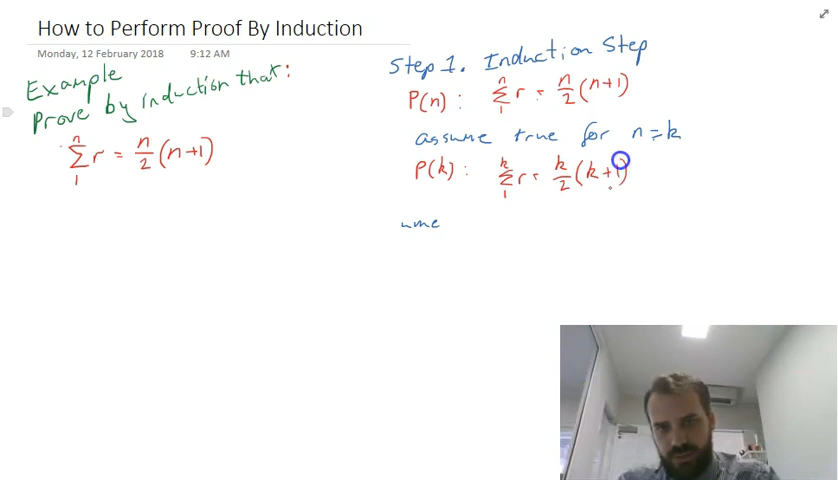 How to Perform Proof By Induction
Monday, 12 February 2018 9:12 AM
Example
Prove by induction that:
n
∑ r = n/2 (n+1)
1
Step 1. Induction Step
P(n) : n
∑ r = n/2 (n+1)
1
assume true for n=k
P(k) : k
∑ r = k/2 (k+1)
1
ume